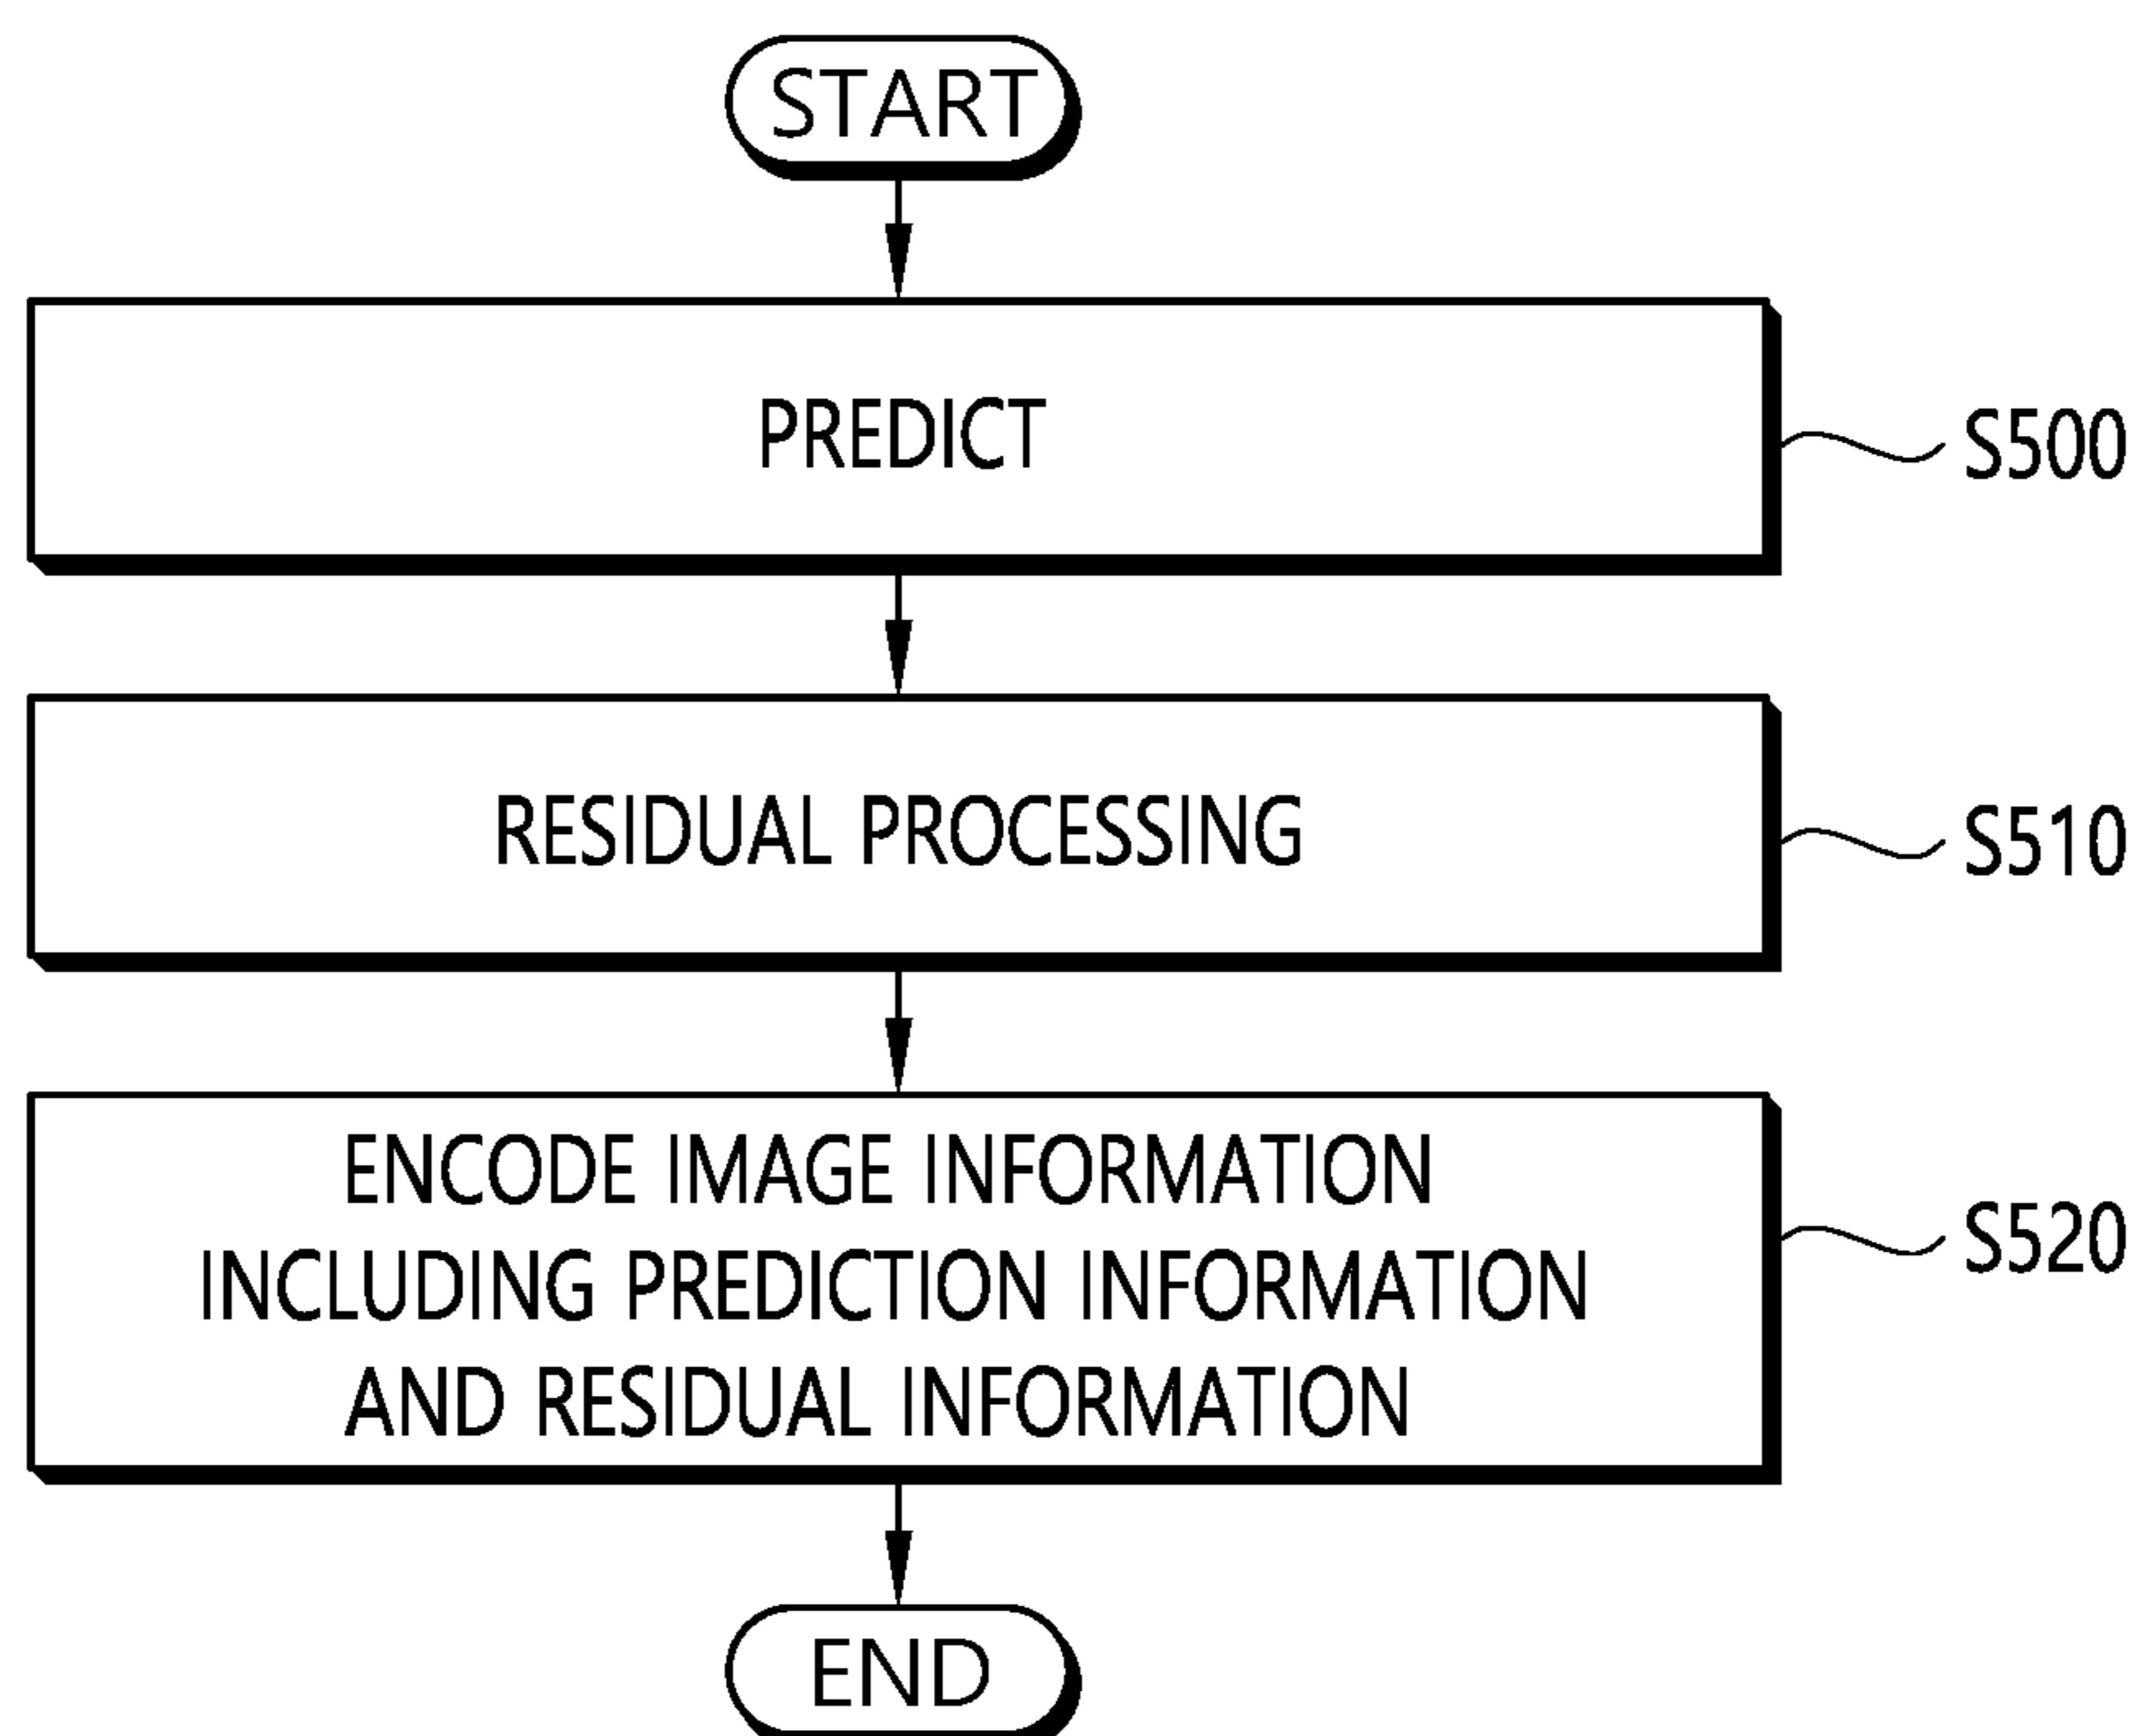 START
PREDICT
S500
RESIDUAL PROCESSING
S510
ENCODE IMAGE INFORMATION
INCLUDING PREDICTION INFORMATION
AND RESIDUAL INFORMATION
S520
END